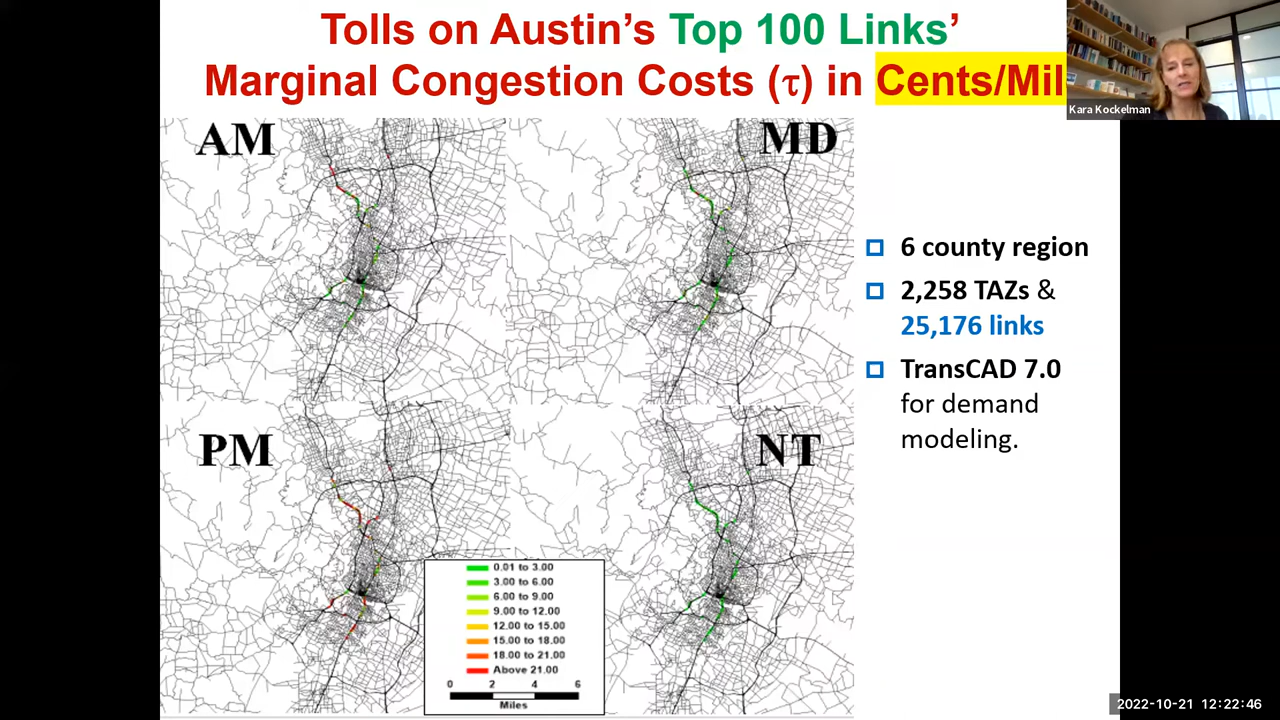 Tolls on Austin's Top 100 Links'
Marginal Congestion Costs (τ) in Cents/Mil
Kara Kockelman
AM
MD
PM
NT
6 county region
2,258 TAZs &
25,176 links
TransCAD 7.0
for demand
modeling.
0.01 to 3.00
3.00 to 6.00
6.00 to 9.00
9.00 to 12.00
12.00 to 15.00
15.00 to 18.00
18.00 to 21.00
Above 21.00
0 2 4 6
Miles
2022-10-21 12:22:46